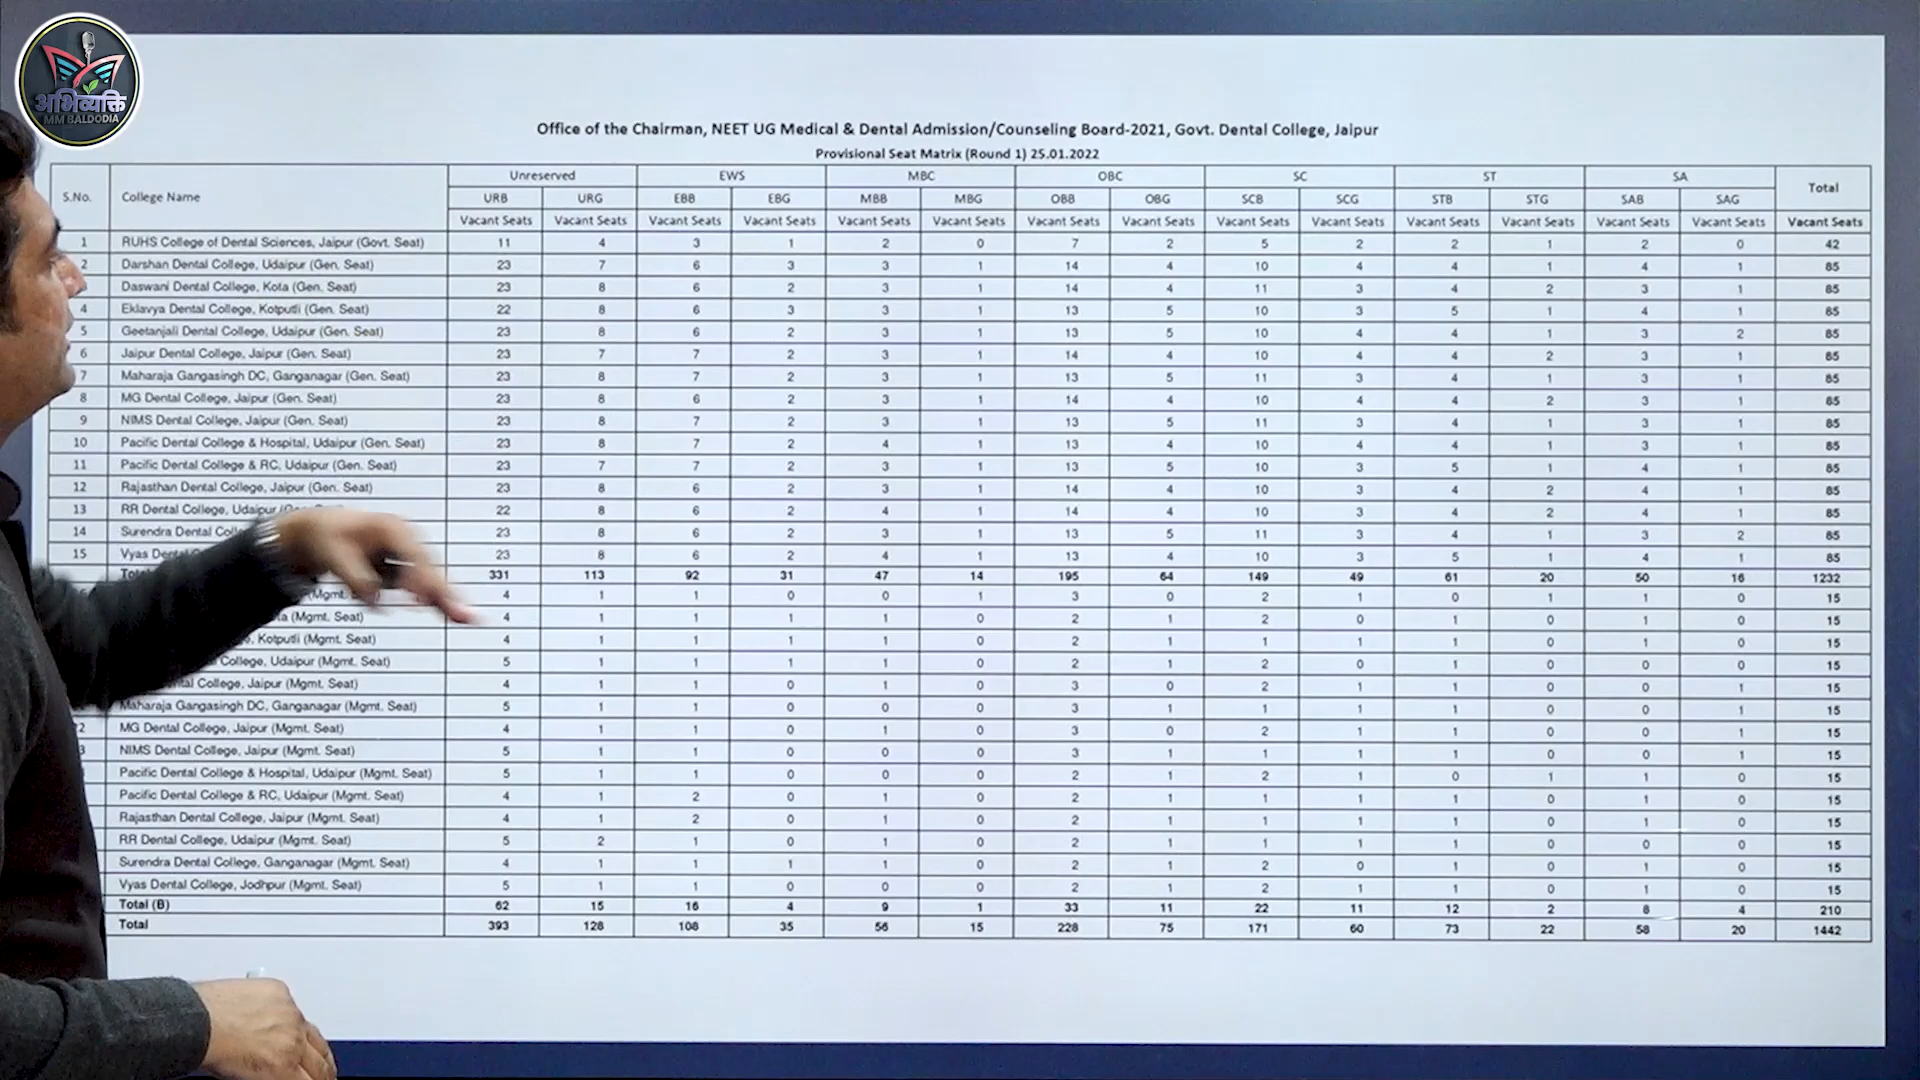 अभिव्यक्ति
MM BALDODIA
Office of the Chairman, NEET UG Medical & Dental Admission/Counseling Board-2021, Govt. Dental College, Jaipur
Provisional Seat Matrix (Round 1) 25.01.2022
S.No. College Name Unreserved EWS MBC OBC SC ST SA Total
URB URG EBB EBG MBB MBG OBB OBG SCB SCG STB STG SAB SAG
Vacant Seats Vacant Seats Vacant Seats Vacant Seats Vacant Seats Vacant Seats Vacant Seats Vacant Seats Vacant Seats Vacant Seats Vacant Seats Vacant Seats Vacant Seats Vacant Seats Vacant Seats
1 RUHS College of Dental Sciences, Jaipur (Govt. Seat) 11 4 3 1 2 0 7 2 5 2 2 1 2 0 42
2 Darshan Dental College, Udaipur (Gen. Seat) 23 7 6 3 3 1 14 4 10 4 4 1 4 1 85
Daswani Dental College, Kota (Gen. Seat) 23 8 6 2 3 1 14 4 11 3 4 2 3 1 85
4 Eklavya Dental College, Kotputli (Gen. Seat) 22 8 6 3 3 1 13 5 10 3 5 1 4 1 85
5 Geetanjali Dental College, Udaipur (Gen. Seat) 23 8 6 2 3 1 13 5 10 4 4 1 3 2 85
6 Jaipur Dental College, Jaipur (Gen. Seat) 23 7 7 2 3 1 14 4 10 4 4 2 3 1 85
7 Maharaja Gangasingh DC, Ganganagar (Gen. Seat) 23 8 7 2 3 1 13 5 11 3 4 1 3 1 85
8 MG Dental College, Jaipur (Gen. Seat) 23 8 6 2 3 1 14 4 10 4 4 2 3 1 85
9 NIMS Dental College, Jaipur (Gen. Seat) 23 8 7 2 3 1 13 5 11 3 4 1 3 1 85
10 Pacific Dental College & Hospital, Udaipur (Gen. Seat) 23 8 7 2 4 1 13 4 10 4 4 1 3 1 85
11 Pacific Dental College & RC, Udaipur (Gen. Seat) 23 7 7 2 3 1 13 5 10 3 5 1 4 1 85
12 Rajasthan Dental College, Jaipur (Gen. Seat) 23 8 6 2 3 1 14 4 10 3 4 2 4 1 85
13 RR Dental College, Udaipur Seat) 22 8 6 2 4 1 14 4 10 3 4 2 4 1 85
14 Surendra Dental 23 8 6 2 3 1 13 5 11 3 4 1 3 2 85
15 Vyas 23 8 6 2 4 1 13 4 10 3 5 1 4 1 85
331 113 92 31 47 14 195 64 149 49 61 20 50 16 1232
(Mgmt. 4 1 1 0 0 1 3 0 2 1 0 1 1 0 15
(Mgmt. Seat) 4 1 1 1 1 0 2 1 2 0 1 0 1 0 15
Kotputli (Mgmt. Seat) 4 1 1 1 1 0 2 1 1 1 1 0 1 0 15
College, Udaipur (Mgmt. Seat) 5 1 1 1 1 0 2 1 2 0 1 0 0 0 15
College, Jaipur (Mgmt. Seat) 4 1 1 0 1 0 3 0 2 1 1 0 0 1 15
Maharaja Gangasingh DC, Ganganagar (Mgmt. Seat) 5 1 1 0 0 0 3 1 1 1 1 0 0 1 15
MG Dental College, Jaipur (Mgmt. Seat) 4 1 1 0 1 0 3 0 2 1 1 0 0 1 15
NIMS Dental College, Jaipur (Mgmt. Seat) 5 1 1 0 0 0 3 1 1 1 1 0 0 1 15
Pacific Dental College & Hospital, Udaipur (Mgmt. Seat) 5 1 1 0 0 0 2 1 2 1 0 1 1 0 15
Pacific Dental College & RC, Udaipur (Mgmt. Seat) 4 1 2 0 1 0 2 1 1 1 1 0 1 0 15
Rajasthan Dental College, Jaipur (Mgmt. Seat) 4 1 2 0 1 0 2 1 1 1 1 0 1 0 15
RR Dental College, Udaipur (Mgmt. Seat) 5 2 1 0 1 0 2 1 1 1 1 0 0 0 15
Surendra Dental College, Ganganagar (Mgmt. Seat) 4 1 1 1 1 0 2 1 2 0 1 0 1 0 15
Vyas Dental College, Jodhpur (Mgmt. Seat) 5 1 1 0 0 0 2 1 2 1 1 0 1 0 15
Total (B) 62 15 16 4 9 1 33 11 22 11 12 2 8 4 210
Total 393 128 108 35 56 15 228 75 171 60 73 22 58 20 1442